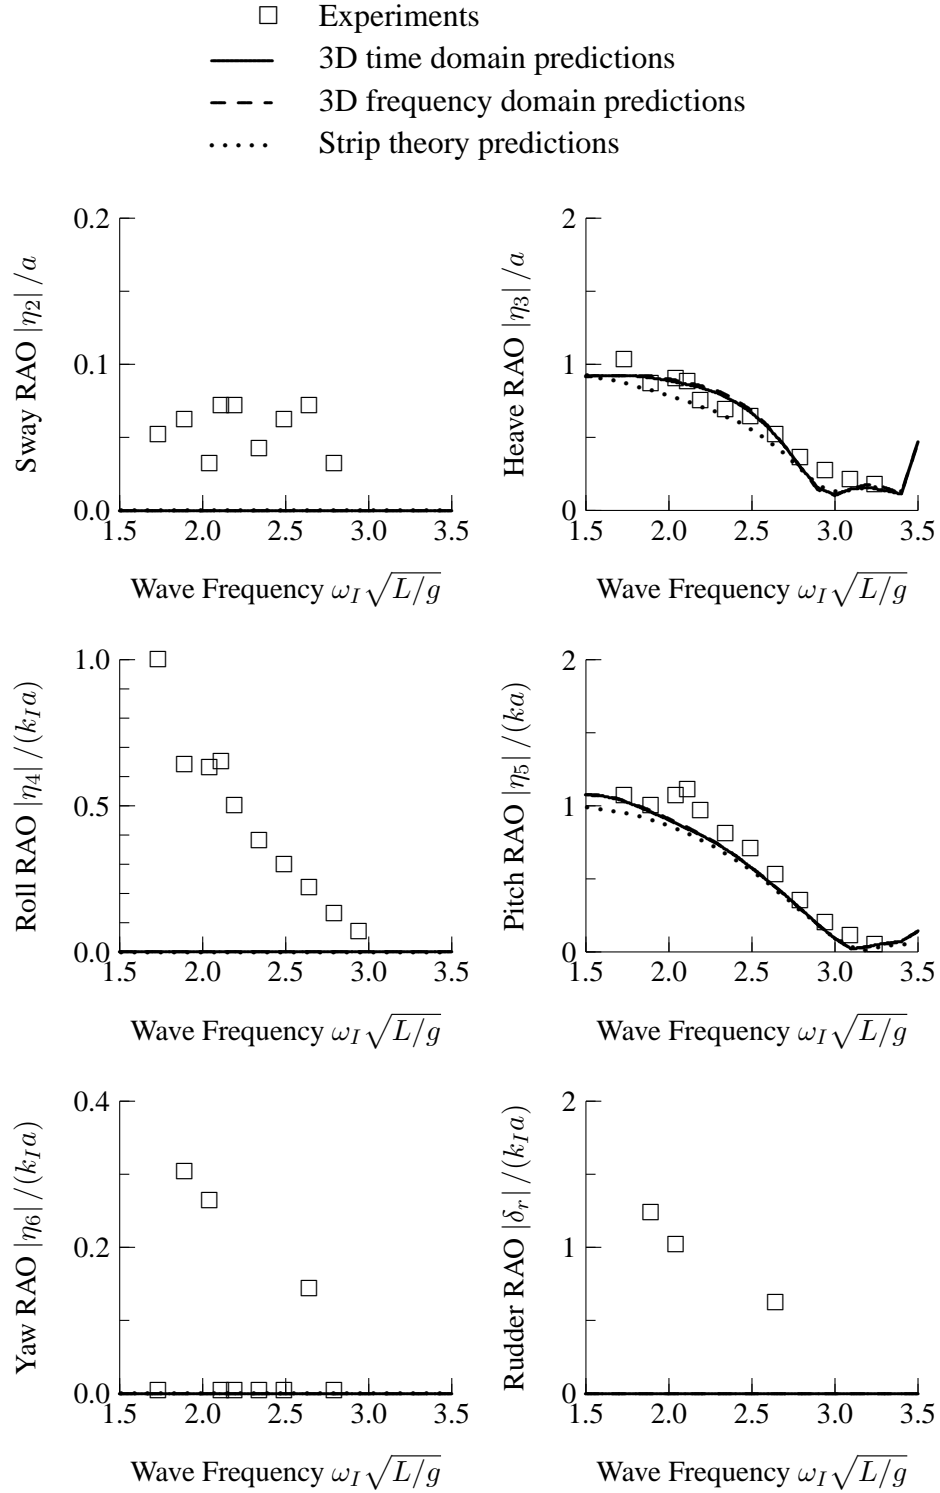 Experiments
3D time domain predictions
3D frequency domain predictions
Strip theory predictions
Sway RAO |η2| /a
0.2
0.1
0.0
1.5 2.0 2.5 3.0 3.5
Wave Frequency ωI√L/g
Heave RAO |η3| /a
2
1
0
1.5 2.0 2.5 3.0 3.5
Wave Frequency ωI√L/g
Roll RAO |η4| /(kIa)
1.0
0.5
0.0
1.5 2.0 2.5 3.0 3.5
Wave Frequency ωI√L/g
Pitch RAO |η5| /(ka)
2
1
0
1.5 2.0 2.5 3.0 3.5
Wave Frequency ωI√L/g
Yaw RAO |η6| /(kIa)
0.4
0.2
0.0
1.5 2.0 2.5 3.0 3.5
Wave Frequency ωI√L/g
Rudder RAO |δr| /(kIa)
2
1
0
1.5 2.0 2.5 3.0 3.5
Wave Frequency ωI√L/g